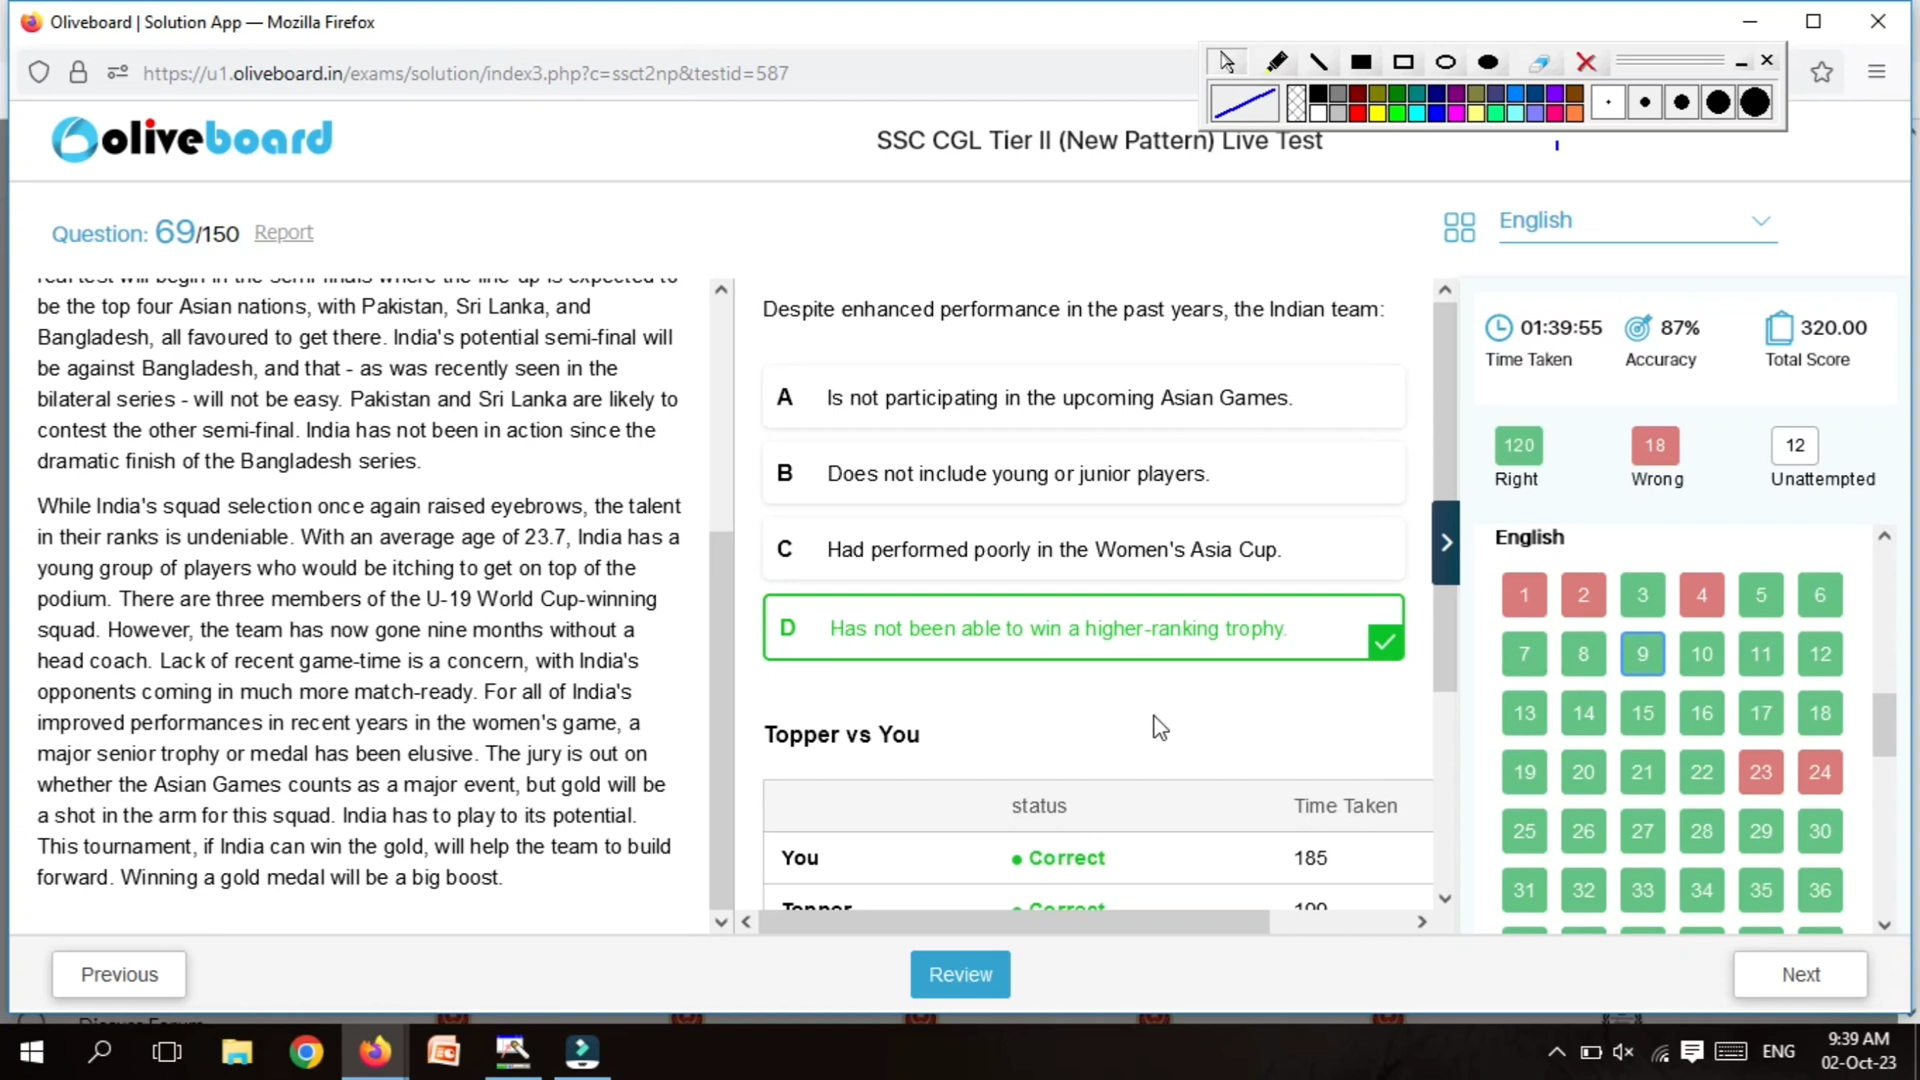 Oliveboard | Solution App — Mozilla Firefox
https://u1.oliveboard.in/exams/solution/index3.php?c=ssct2np&testid=587
oliveboard
SSC CGL Tier II (New Pattern) Live Test
Question: 69/150 Report
English
real test will begin in the semi-finals where the line-up is expected to
be the top four Asian nations, with Pakistan, Sri Lanka, and
Bangladesh, all favoured to get there. India's potential semi-final will
be against Bangladesh, and that - as was recently seen in the
bilateral series - will not be easy. Pakistan and Sri Lanka are likely to
contest the other semi-final. India has not been in action since the
dramatic finish of the Bangladesh series.
While India's squad selection once again raised eyebrows, the talent
in their ranks is undeniable. With an average age of 23.7, India has a
young group of players who would be itching to get on top of the
podium. There are three members of the U-19 World Cup-winning
squad. However, the team has now gone nine months without a
head coach. Lack of recent game-time is a concern, with India's
opponents coming in much more match-ready. For all of India's
improved performances in recent years in the women's game, a
major senior trophy or medal has been elusive. The jury is out on
whether the Asian Games counts as a major event, but gold will be
a shot in the arm for this squad. India has to play to its potential.
This tournament, if India can win the gold, will help the team to build
forward. Winning a gold medal will be a big boost.
Despite enhanced performance in the past years, the Indian team:
A Is not participating in the upcoming Asian Games.
B Does not include young or junior players.
C Had performed poorly in the Women's Asia Cup.
D Has not been able to win a higher-ranking trophy.
Topper vs You
status Time Taken
You Correct 185
Topper Correct
01:39:55 87% 320.00
Time Taken Accuracy Total Score
120 18 12
Right Wrong Unattempted
English
1 2 3 4 5 6
7 8 9 10 11 12
13 14 15 16 17 18
19 20 21 22 23 24
25 26 27 28 29 30
31 32 33 34 35 36
Previous Review Next
Discuss Forum
ENG
9:39 AM
02-Oct-23